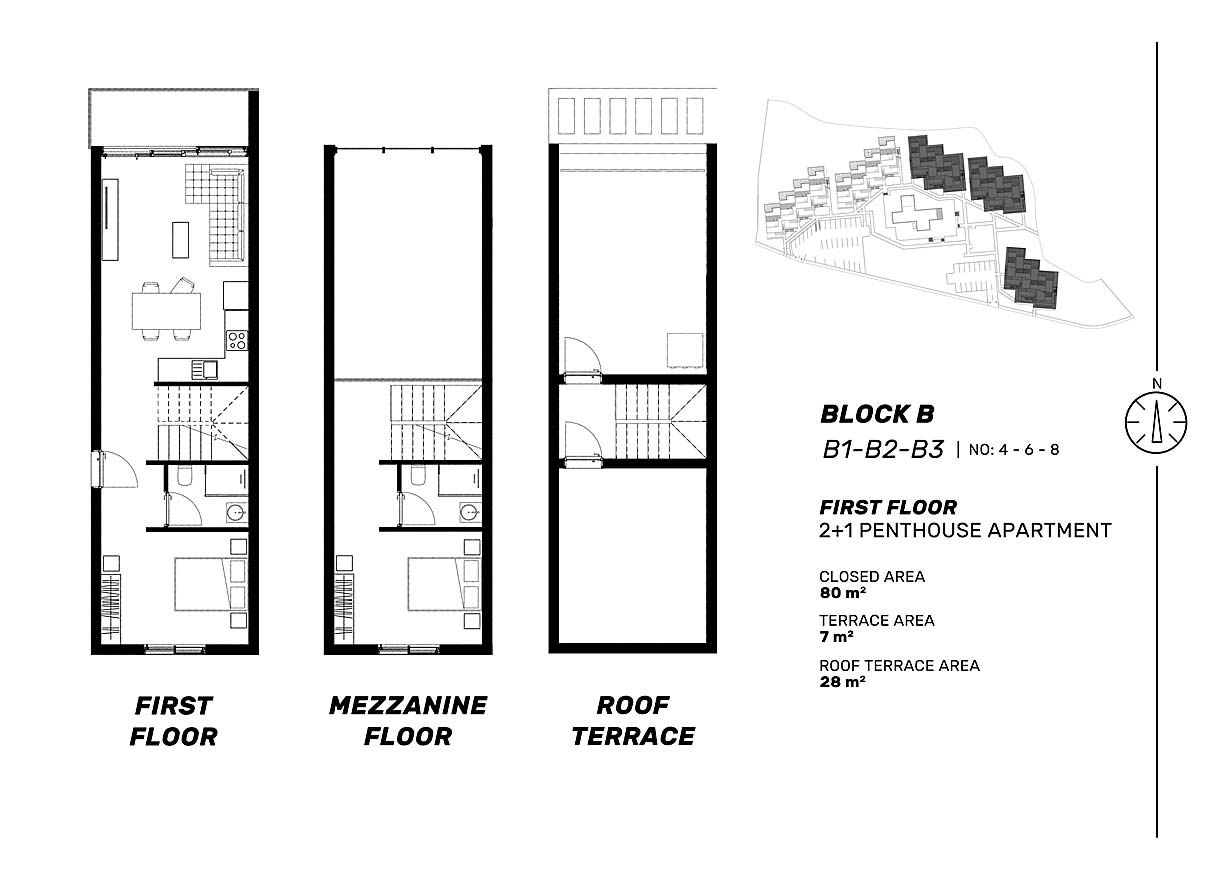 FIRST
FLOOR
MEZZANINE
FLOOR
ROOF
TERRACE
N
BLOCK B
B1-B2-B3 | NO: 4 - 6 - 8
FIRST FLOOR
2+1 PENTHOUSE APARTMENT
CLOSED AREA
80 m²
TERRACE AREA
7 m²
ROOF TERRACE AREA
28 m²